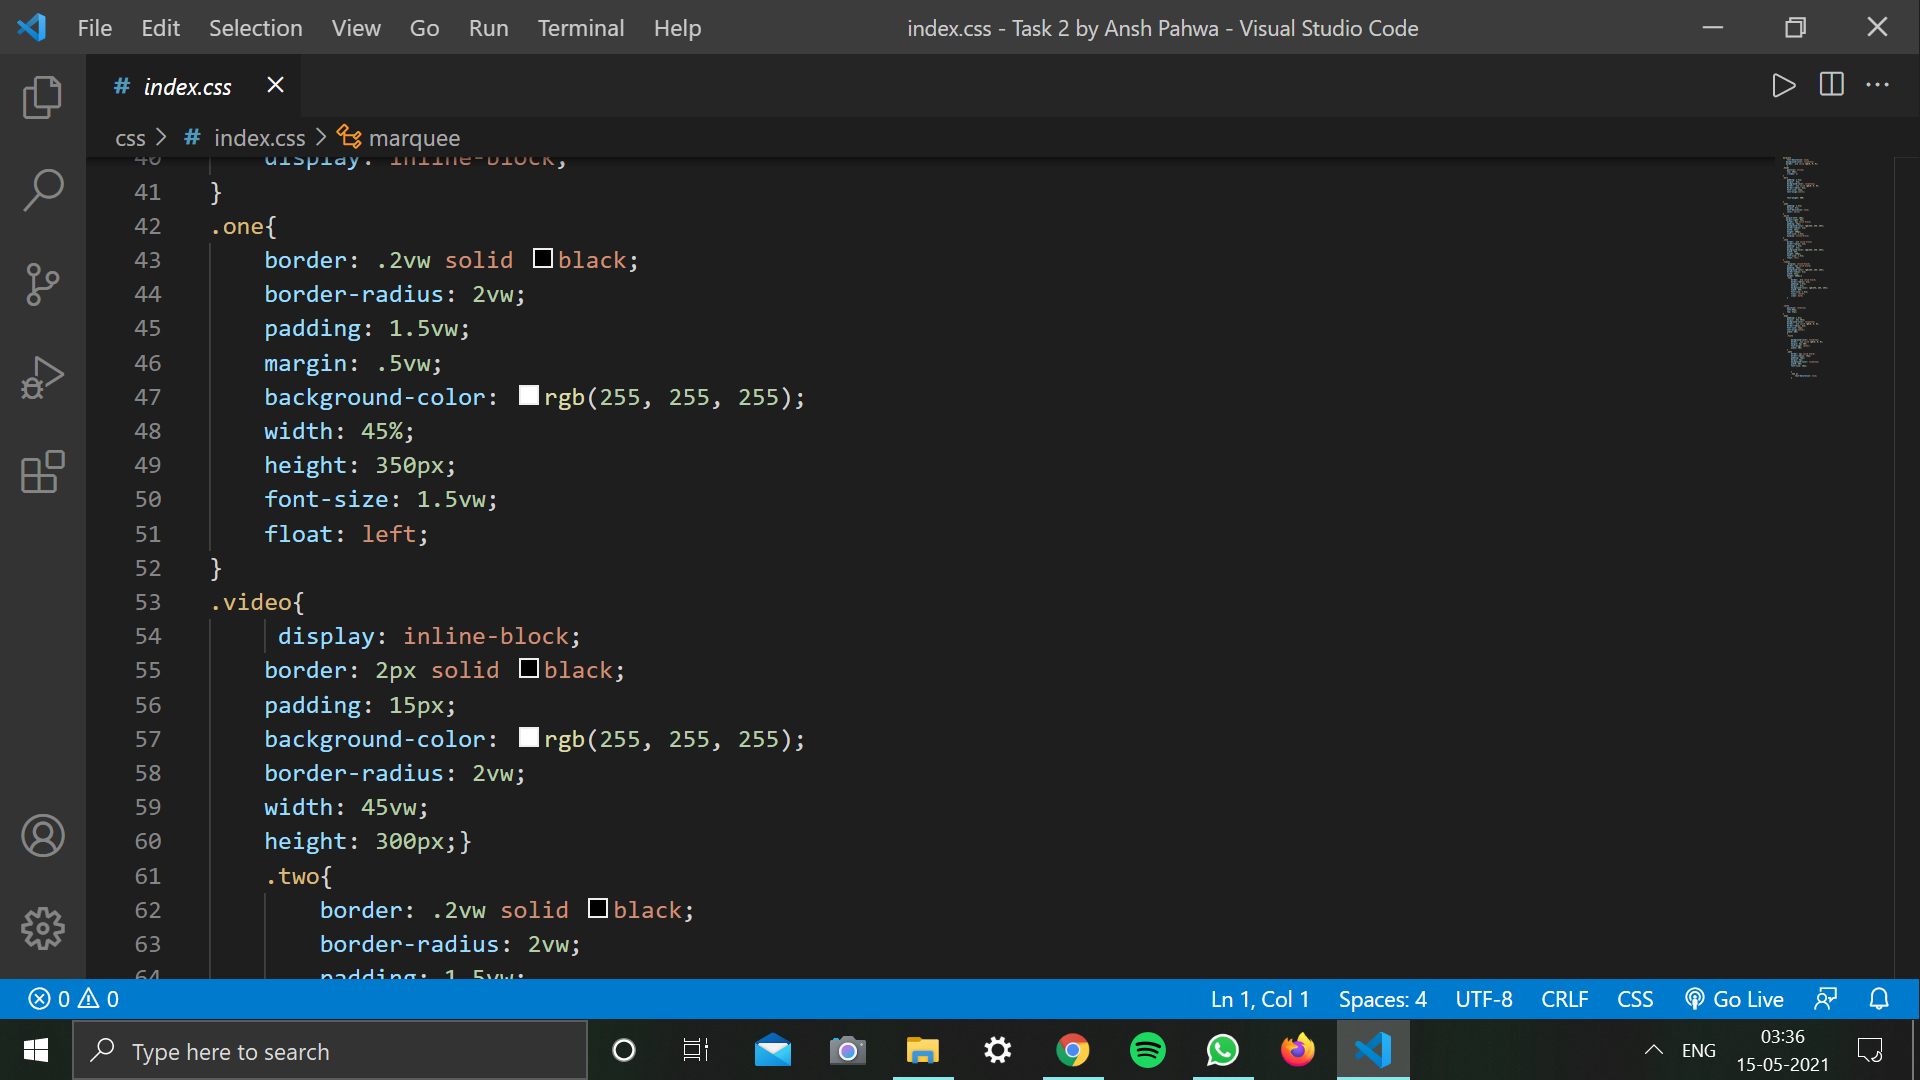 File Edit Selection View Go Run Terminal Help index.css - Task 2 by Ansh Pahwa - Visual Studio Code
# index.css
css > # index.css > marquee
40 display: inline-block;
41 }
42 .one{
43 border: .2vw solid black;
44 border-radius: 2vw;
45 padding: 1.5vw;
46 margin: .5vw;
47 background-color: rgb(255, 255, 255);
48 width: 45%;
49 height: 350px;
50 font-size: 1.5vw;
51 float: left;
52 }
53 .video{
54 display: inline-block;
55 border: 2px solid black;
56 padding: 15px;
57 background-color: rgb(255, 255, 255);
58 border-radius: 2vw;
59 width: 45vw;
60 height: 300px;}
61 .two{
62 border: .2vw solid black;
63 border-radius: 2vw;
64 padding: 1.5vw;
0 0 Ln 1, Col 1 Spaces: 4 UTF-8 CRLF CSS Go Live
Type here to search
ENG
03:36
15-05-2021